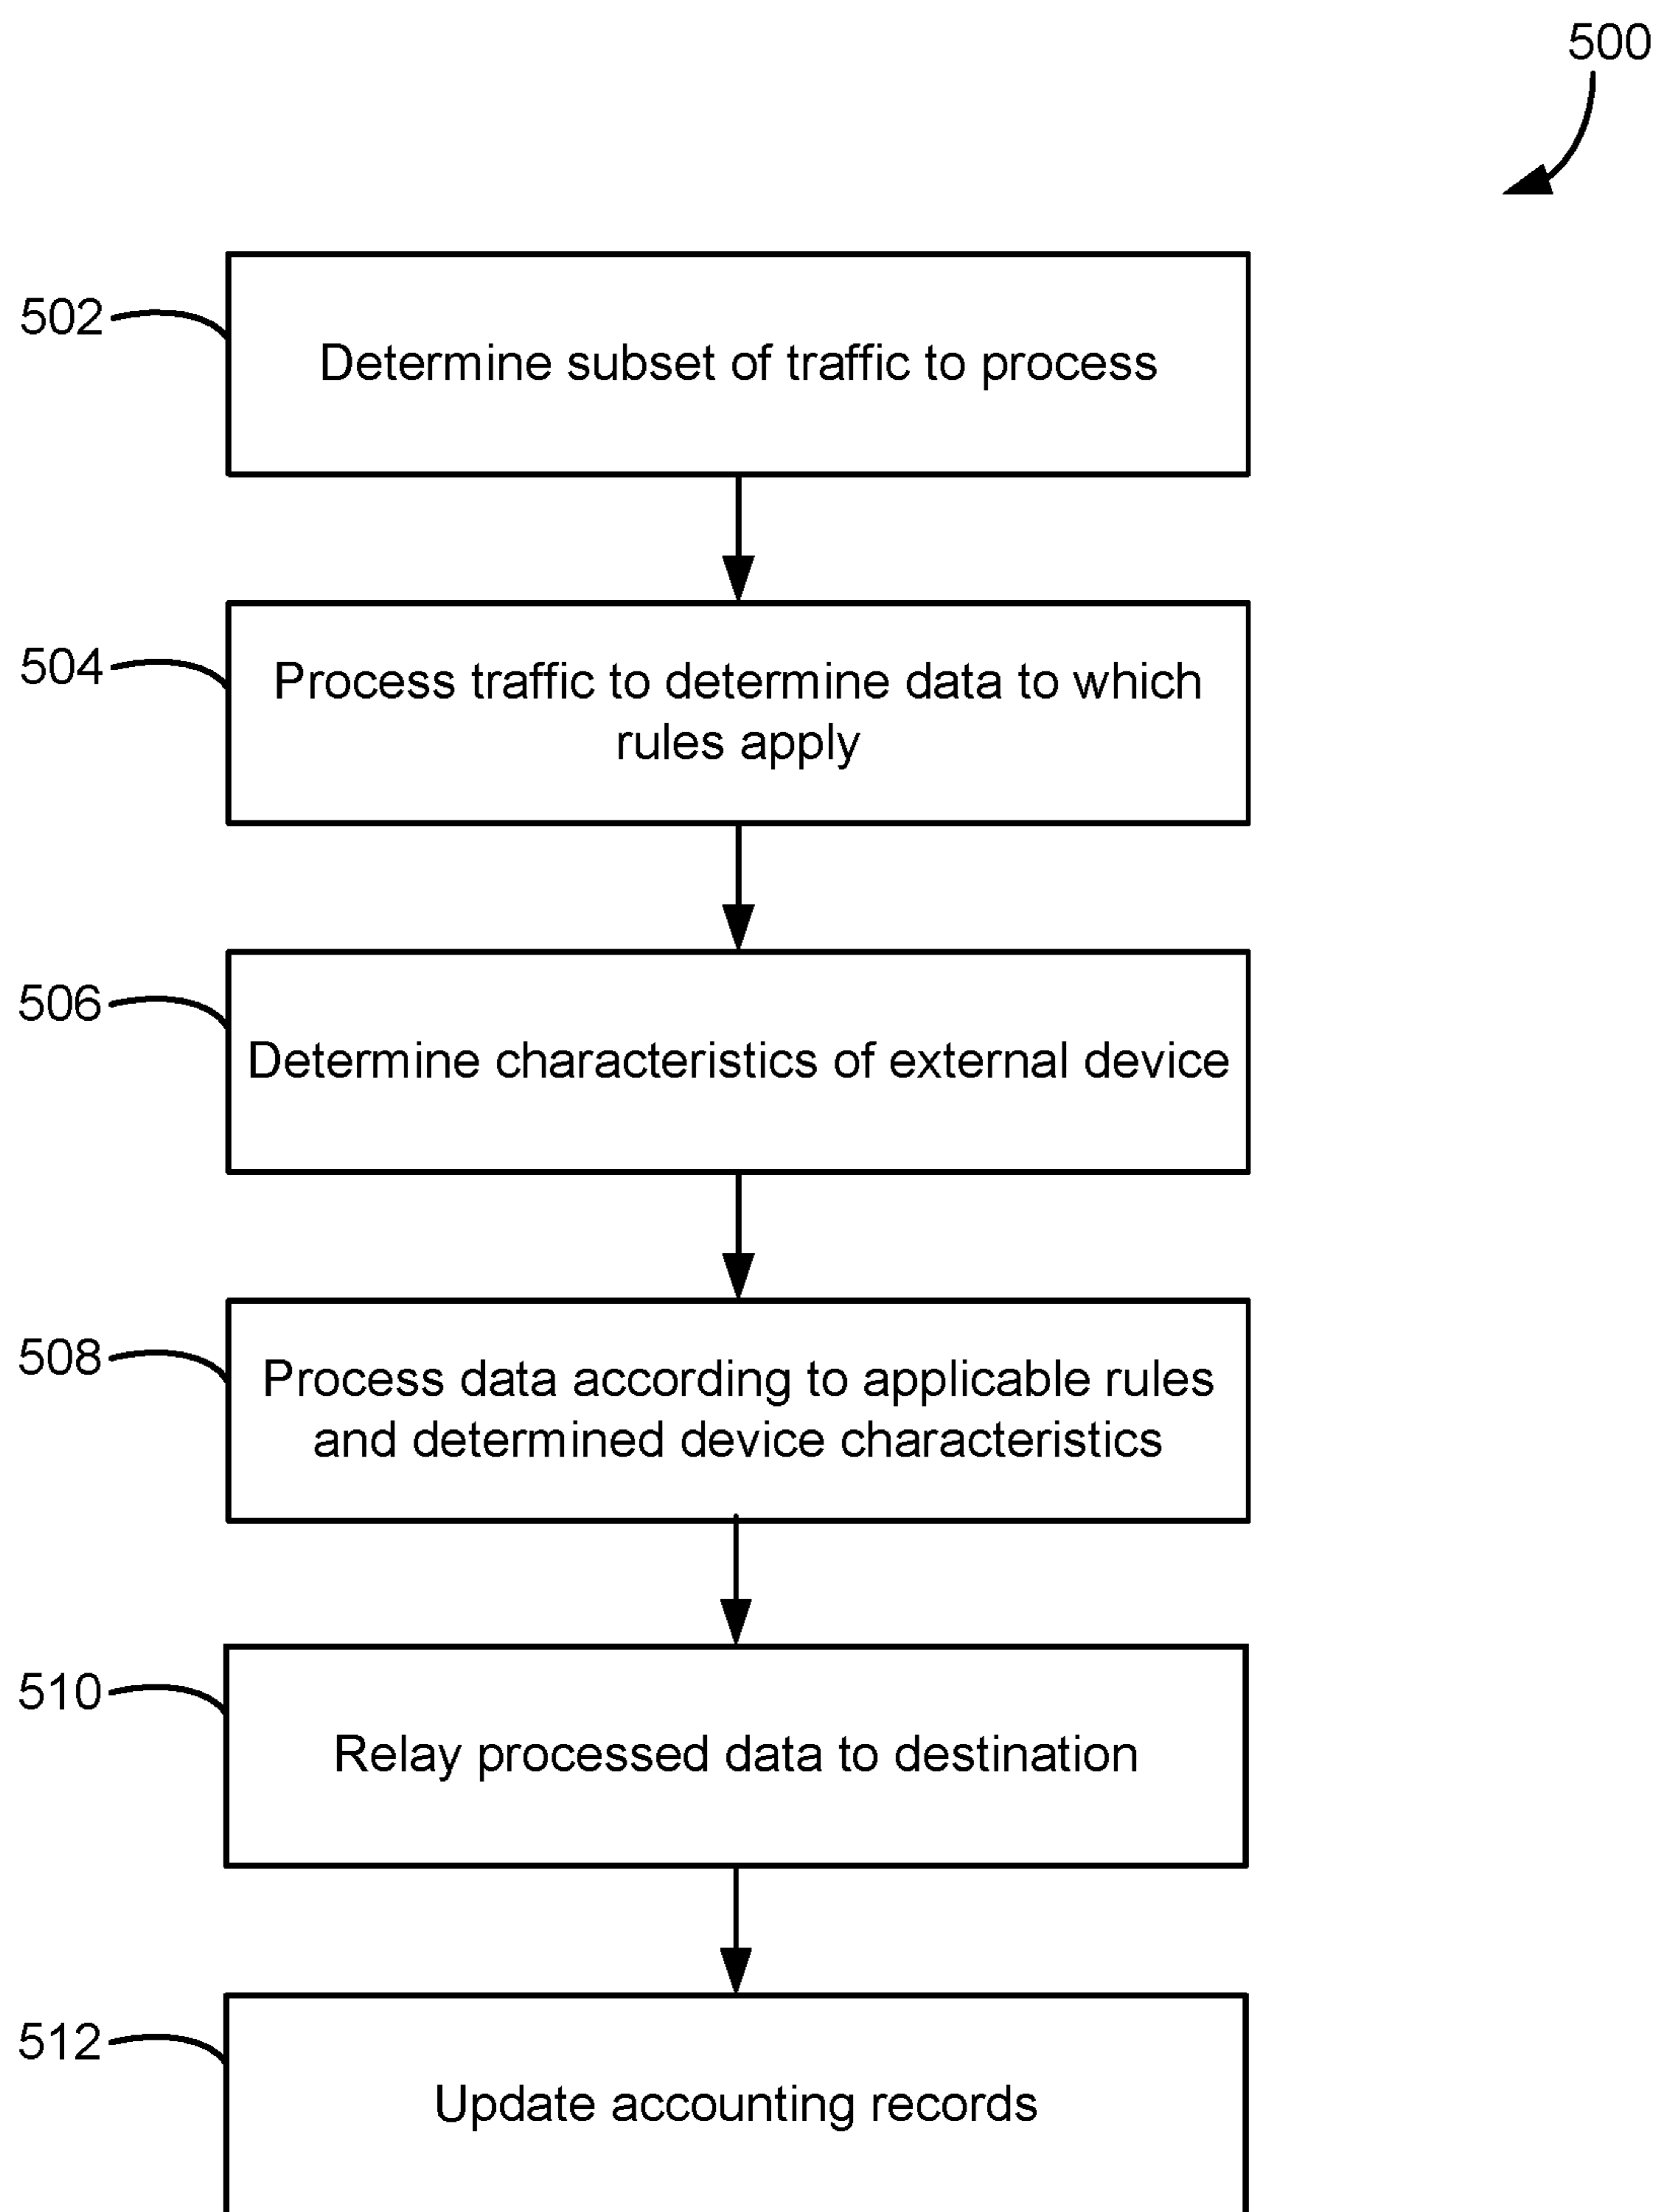 500
502
Determine subset of traffic to process
504
Process traffic to determine data to which
rules apply
506
Determine characteristics of external device
508
Process data according to applicable rules
and determined device characteristics
510
Relay processed data to destination
512
Update accounting records